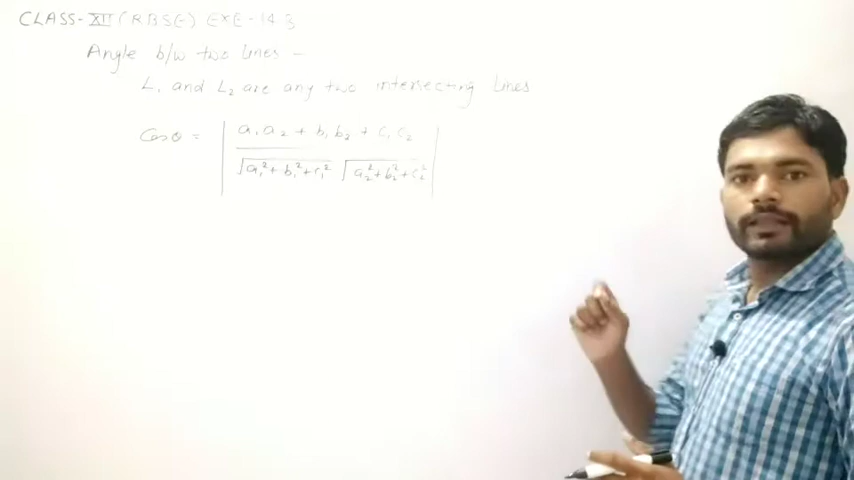 CLASS-XII (RBSE) EXE-14.3
Angle b/w two lines -
L₁ and L₂ are any two intersecting lines
Cosθ = | a₁a₂ + b₁b₂ + c₁c₂ / √a₁²+b₁²+c₁² √a₂²+b₂²+c₂² |